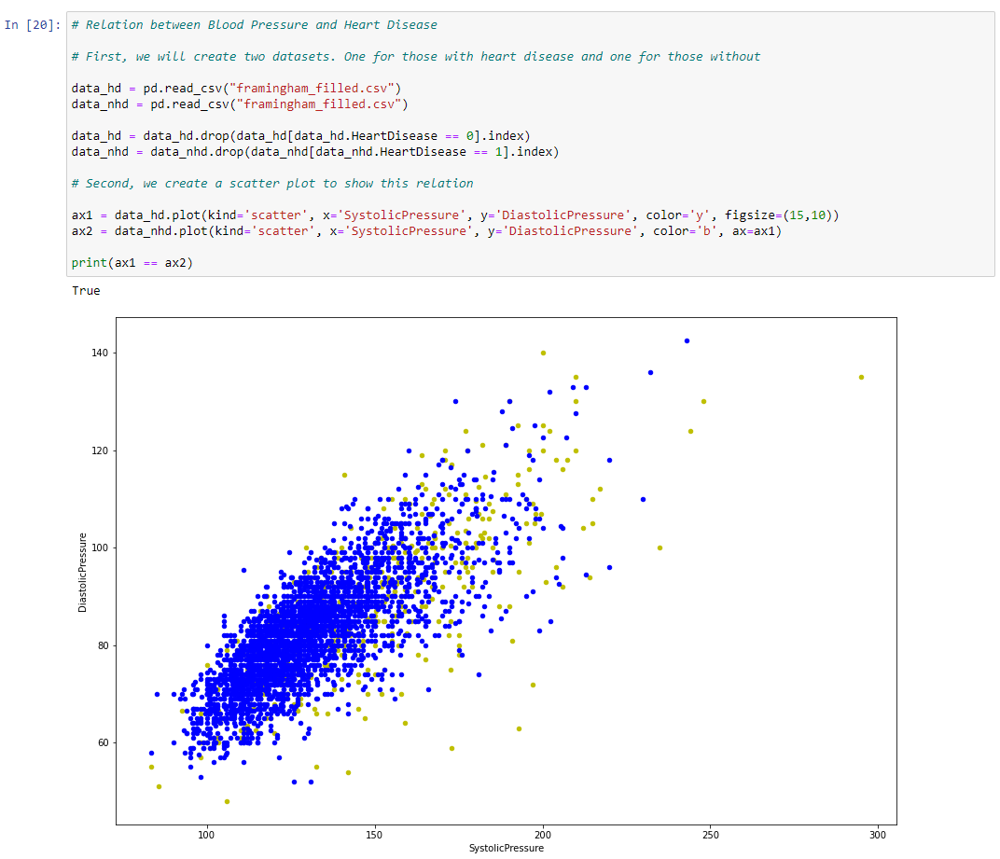 In [20]: # Relation between Blood Pressure and Heart Disease
# First, we will create two datasets. One for those with heart disease and one for those without
data_hd = pd.read_csv("framingham_filled.csv")
data_nhd = pd.read_csv("framingham_filled.csv")
data_hd = data_hd.drop(data_hd[data_hd.HeartDisease == 0].index)
data_nhd = data_nhd.drop(data_nhd[data_nhd.HeartDisease == 1].index)
# Second, we create a scatter plot to show this relation
ax1 = data_hd.plot(kind='scatter', x='SystolicPressure', y='DiastolicPressure', color='y', figsize=(15,10))
ax2 = data_nhd.plot(kind='scatter', x='SystolicPressure', y='DiastolicPressure', color='b', ax=ax1)
print(ax1 == ax2)
True
140
120
100
80
60
DiastolicPressure
100 150 200 250 300
SystolicPressure